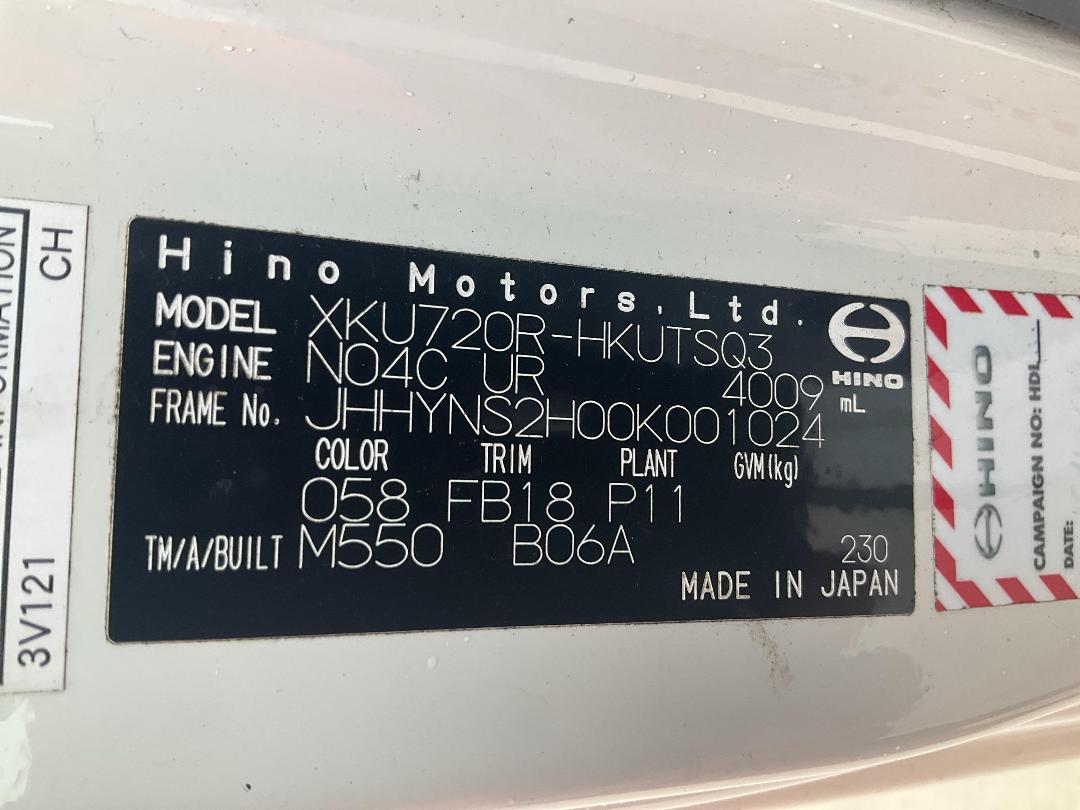 Hino Motors, Ltd.
MODEL XKU720R-HKUTSQ3
ENGINE N04C UR 4009 mL
FRAME No. JHHYNS2H00K001024
COLOR TRIM PLANT GVM(kg)
058 FB18 P11
TM/A/BUILT M550 B06A 230
MADE IN JAPAN
HINO
3V121 CH
INFORMATION
HINO
CAMPAIGN NO: HDL
DATE: